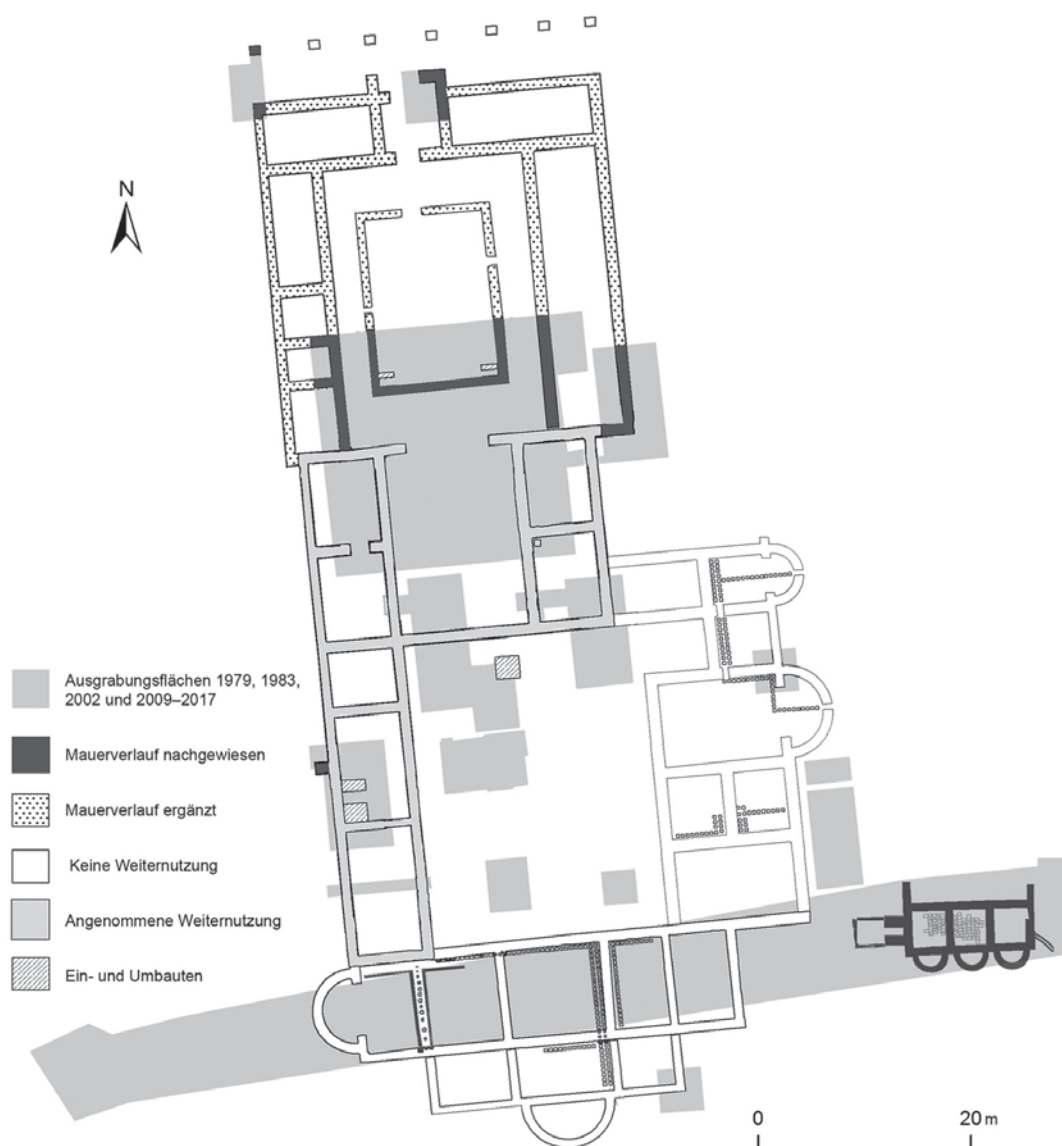 N
Ausgrabungsflächen 1979, 1983,
2002 und 2009–2017
Mauerverlauf nachgewiesen
Mauerverlauf ergänzt
Keine Weiternutzung
Angenommene Weiternutzung
Ein- und Umbauten
0 20 m